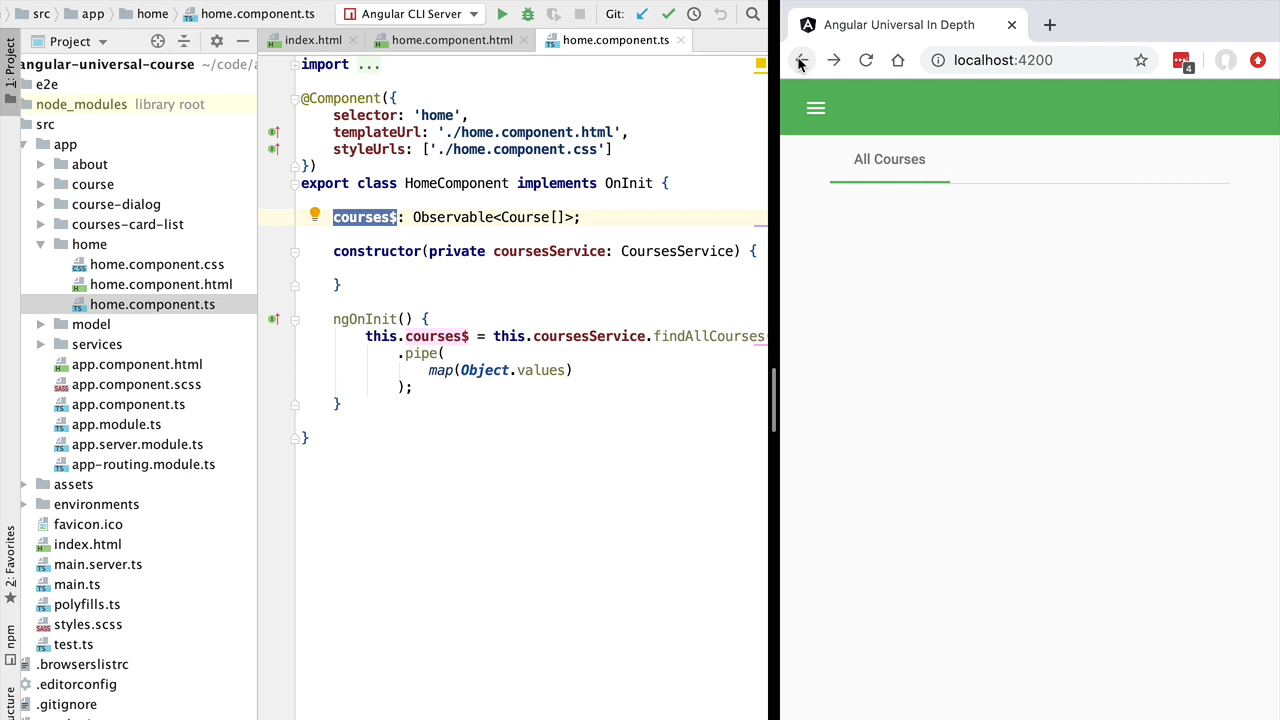 src app home home.component.ts Angular CLI Server Git:
1: Project
Project
index.html home.component.html home.component.ts
angular-universal-course ~/code/a
e2e
node_modules library root
src
app
about
course
course-dialog
courses-card-list
home
home.component.css
home.component.html
home.component.ts
model
services
app.component.html
app.component.scss
app.component.ts
app.module.ts
app.server.module.ts
app-routing.module.ts
assets
environments
favicon.ico
index.html
main.server.ts
main.ts
polyfills.ts
styles.scss
test.ts
.browserslistrc
.editorconfig
.gitignore
2: Favorites
npm
import ...
@Component({
selector: 'home',
templateUrl: './home.component.html',
styleUrls: ['./home.component.css']
})
export class HomeComponent implements OnInit {
courses$: Observable<Course[]>;
constructor(private coursesService: CoursesService) {
}
ngOnInit() {
this.courses$ = this.coursesService.findAllCourses
.pipe(
map(Object.values)
);
}
}
Angular Universal In Depth
localhost:4200
4
All Courses